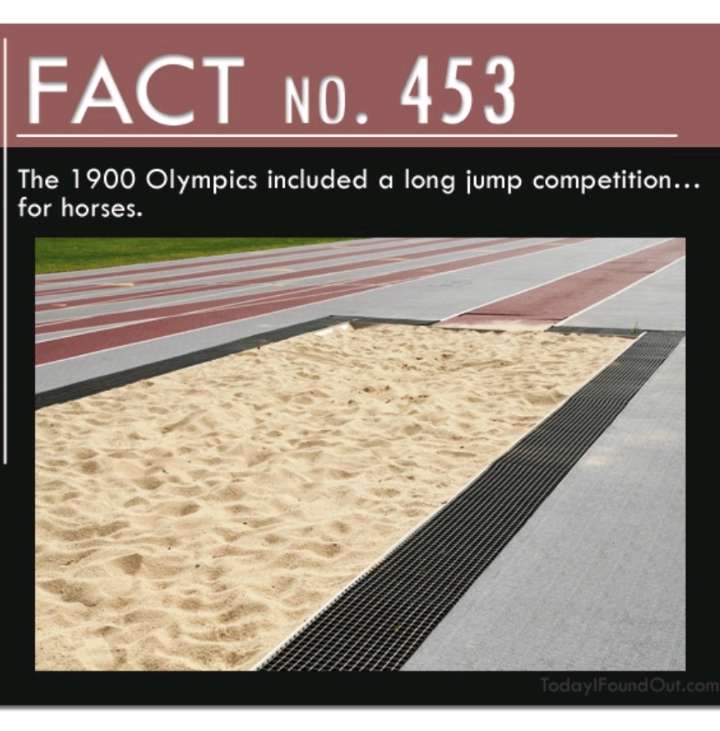 FACT NO. 453
The 1900 Olympics included a long jump competition...
for horses.
TodayIFoundOut.com